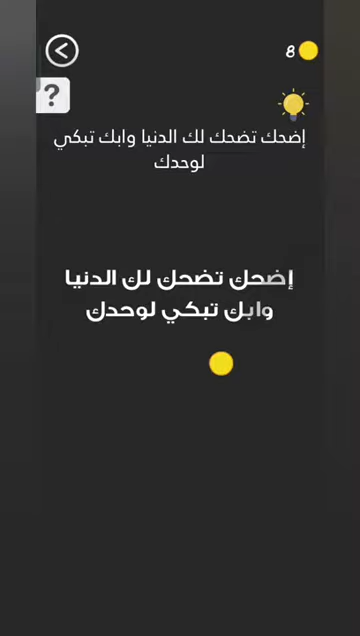 8
?
إضحك تضحك لك الدنيا وابك تبكي
لوحدك
إضحك تضحك لك الدنيا
وابك تبكي لوحدك